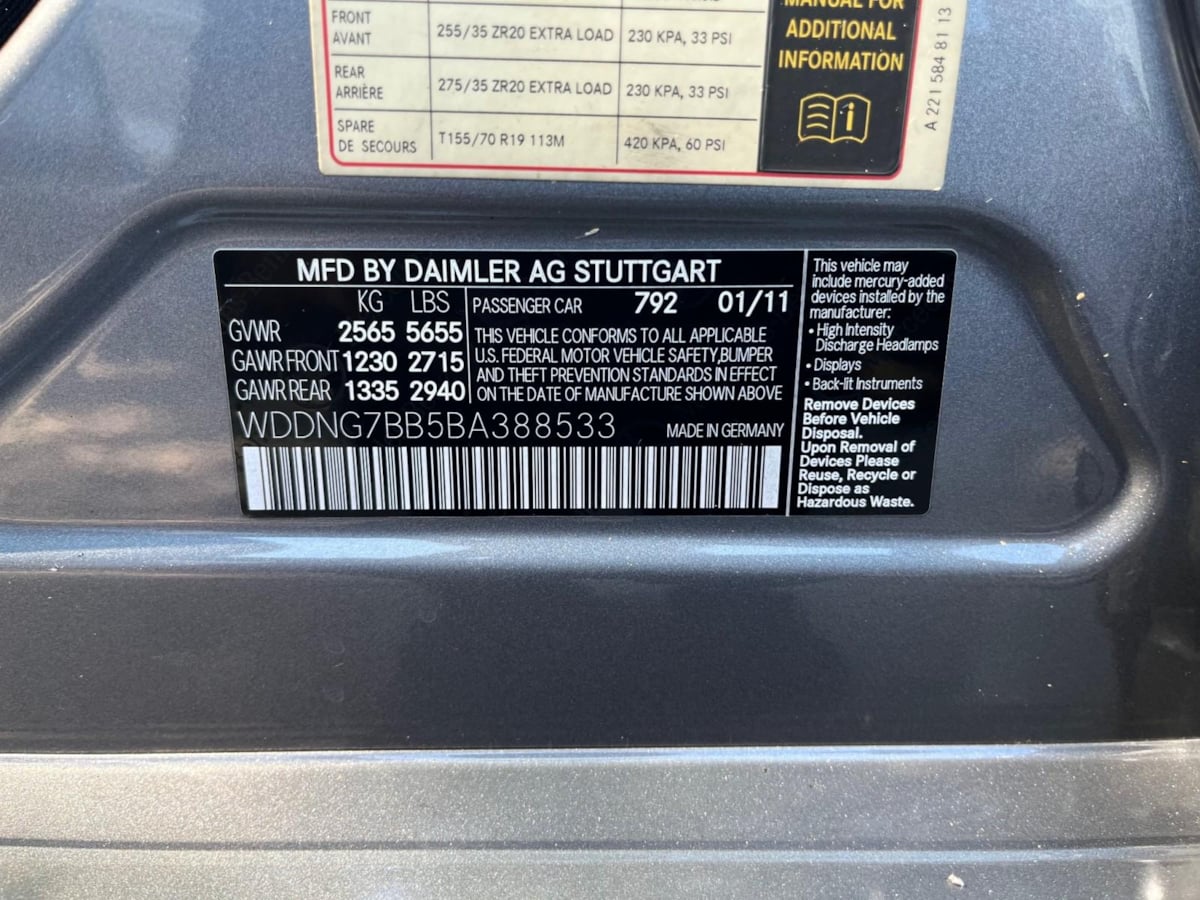 MANUAL FOR
ADDITIONAL
INFORMATION
FRONT
AVANT
255/35 ZR20 EXTRA LOAD
230 KPA, 33 PSI
REAR
ARRIÈRE
275/35 ZR20 EXTRA LOAD
230 KPA, 33 PSI
SPARE
DE SECOURS
T155/70 R19 113M
420 KPA, 60 PSI
A 221 584 81 13
MFD BY DAIMLER AG STUTTGART
KG LBS
GVWR 2565 5655
GAWR FRONT 1230 2715
GAWR REAR 1335 2940
PASSENGER CAR 792 01/11
THIS VEHICLE CONFORMS TO ALL APPLICABLE
U.S. FEDERAL MOTOR VEHICLE SAFETY,BUMPER
AND THEFT PREVENTION STANDARDS IN EFFECT
ON THE DATE OF MANUFACTURE SHOWN ABOVE
WDDNG7BB5BA388533
MADE IN GERMANY
This vehicle may
include mercury-added
devices installed by the
manufacturer:
• High Intensity
Discharge Headlamps
• Displays
• Back-lit Instruments
Remove Devices
Before Vehicle
Disposal.
Upon Removal of
Devices Please
Reuse, Recycle or
Dispose as
Hazardous Waste.